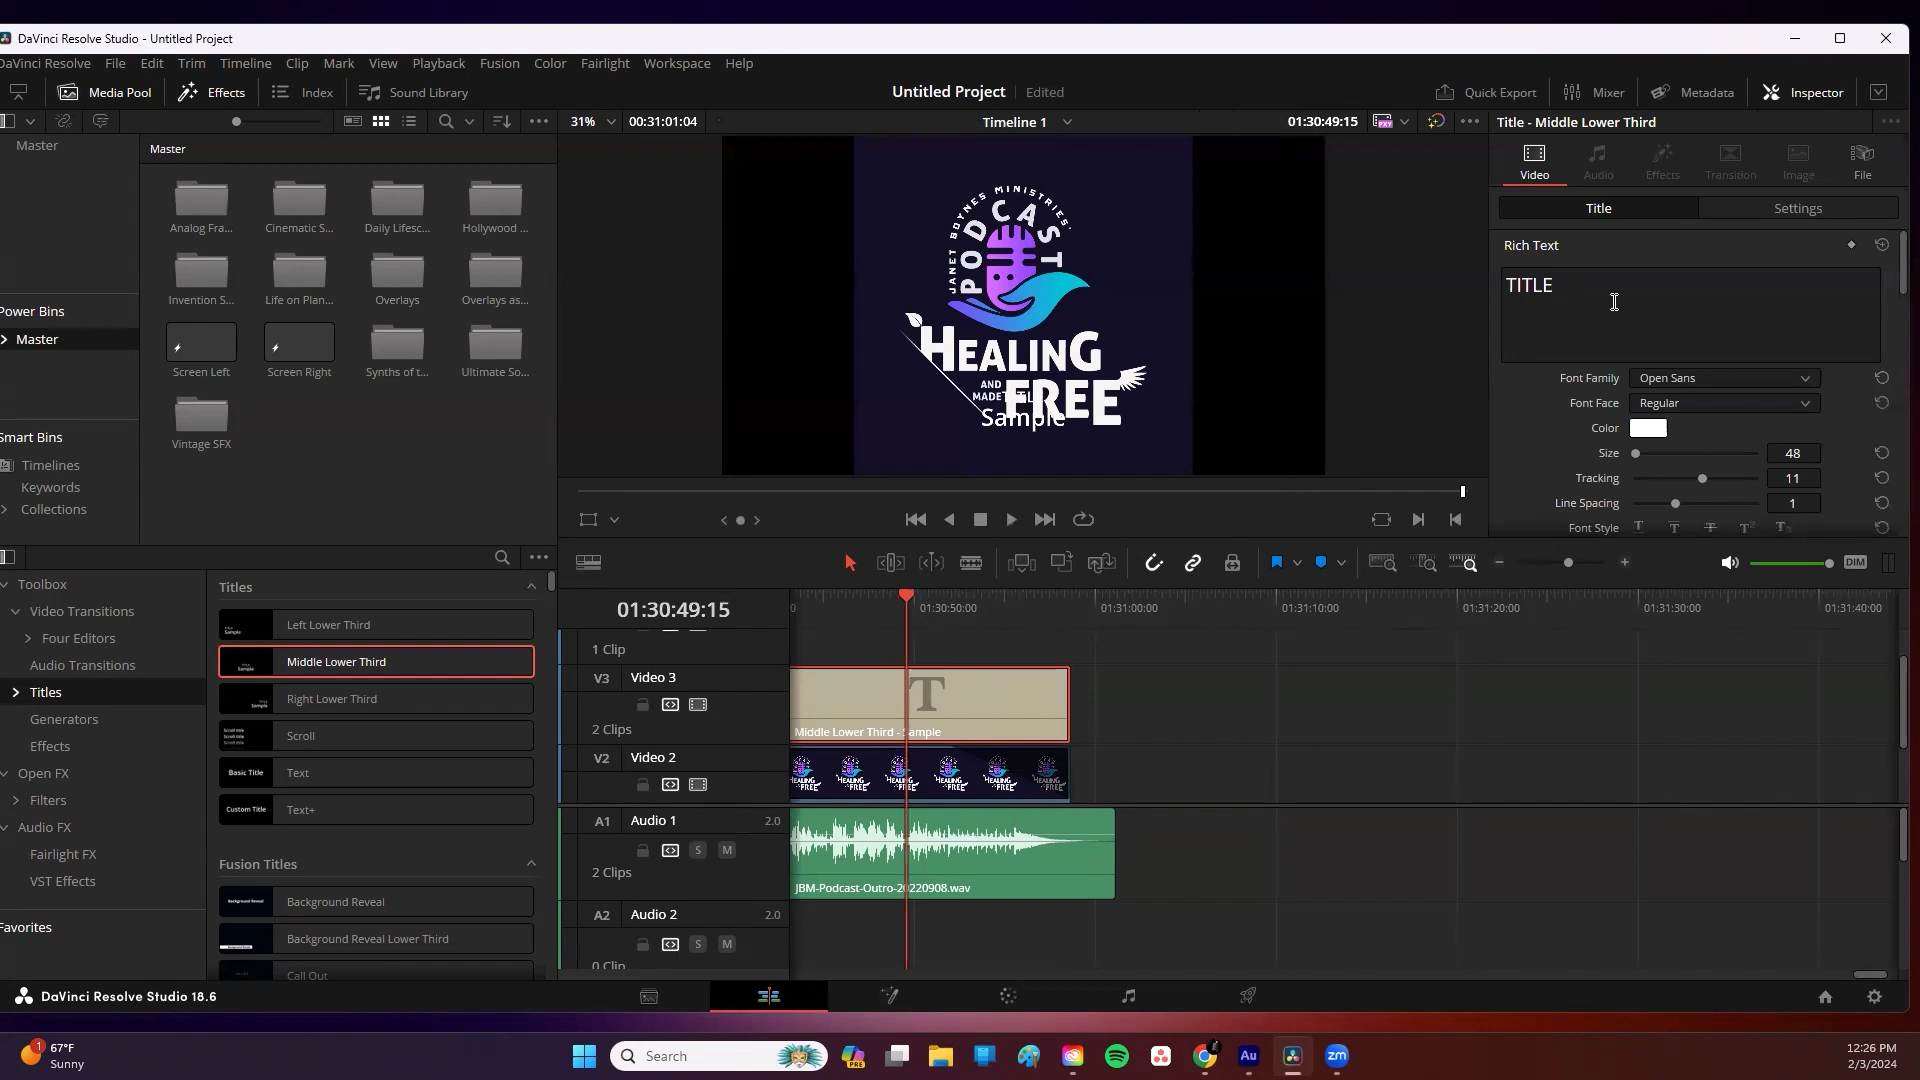 DaVinci Resolve Studio - Untitled Project
DaVinci Resolve File Edit Trim Timeline Clip Mark View Playback Fusion Color Fairlight Workspace Help
Media Pool Effects Index Sound Library
Untitled Project Edited
Quick Export Mixer Metadata Inspector
31% 00:31:01:04 Timeline 1 01:30:49:15
Title - Middle Lower Third
Master
Power Bins
Master
Smart Bins
Timelines
Keywords
Collections
Master
Analog Fra... Cinematic S... Daily Lifesc... Hollywood ...
Invention S... Life on Plan... Overlays Overlays as...
Screen Left Screen Right Synths of t... Ultimate So...
Vintage SFX
JANET BOYNES MINISTRIES'
PODCAST
HEALING
AND
MADE FREE
Sample
Video Audio Effects Transition Image File
Title Settings
Rich Text
TITLE
Font Family Open Sans
Font Face Regular
Color
Size 48
Tracking 11
Line Spacing 1
Font Style
Toolbox
Video Transitions
Four Editors
Audio Transitions
Titles
Generators
Effects
Open FX
Filters
Audio FX
Fairlight FX
VST Effects
Favorites
Titles
Left Lower Third
Middle Lower Third
Right Lower Third
Scroll
Basic Title Text
Custom Title Text+
Fusion Titles
Background Reveal
Background Reveal Lower Third
Call Out
DIM
01:30:49:15
01:30:50:00 01:31:00:00 01:31:10:00 01:31:20:00 01:31:30:00 01:31:40:00
1 Clip
V3 Video 3
2 Clips
Middle Lower Third - Sample
V2 Video 2
A1 Audio 1 2.0
S M
2 Clips
JBM-Podcast-Outro-20220908.wav
A2 Audio 2 2.0
S M
0 Clip
DaVinci Resolve Studio 18.6
1
67°F
Sunny
Search
PRE
Au
zm
12:26 PM
2/3/2024